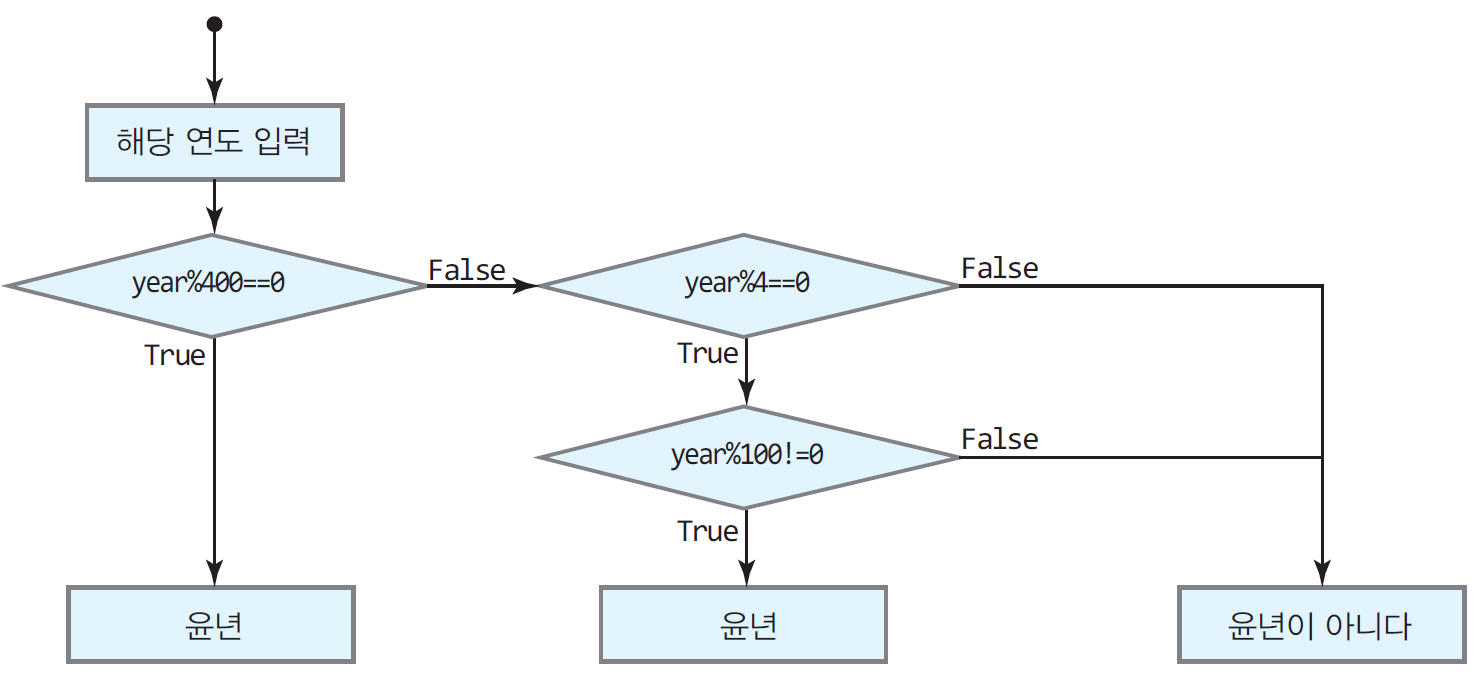 해당 연도 입력
year%400==0
False
year%4==0
False
True
True
year%100!=0
False
True
윤년
윤년
윤년이 아니다